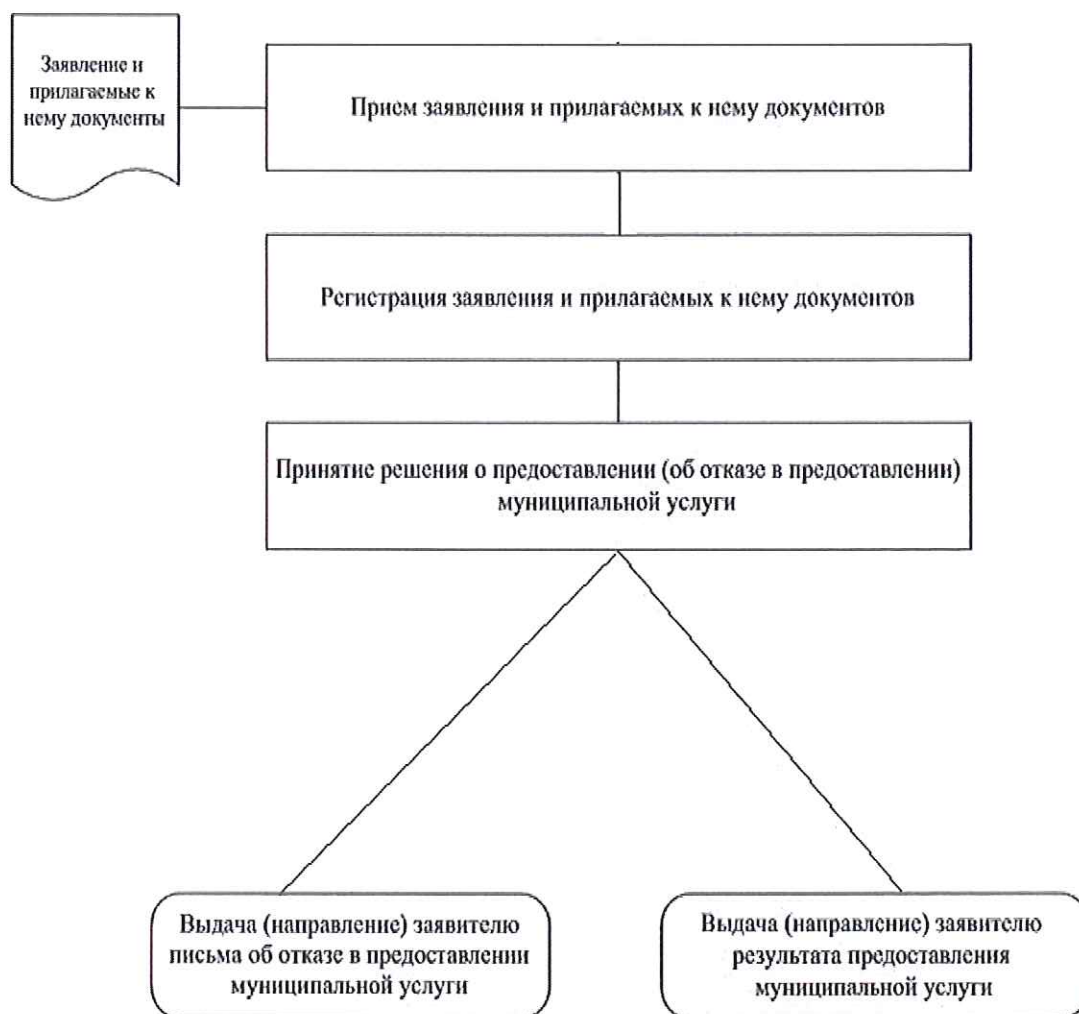 Заявление и
прилагаемые к
нему документы
Прием заявления и прилагаемых к нему документов
Регистрация заявления и прилагаемых к нему документов
Принятие решения о предоставлении (об отказе в предоставлении)
муниципальной услуги
Выдача (направление) заявителю
письма об отказе в предоставлении
муниципальной услуги
Выдача (направление) заявителю
результата предоставления
муниципальной услуги